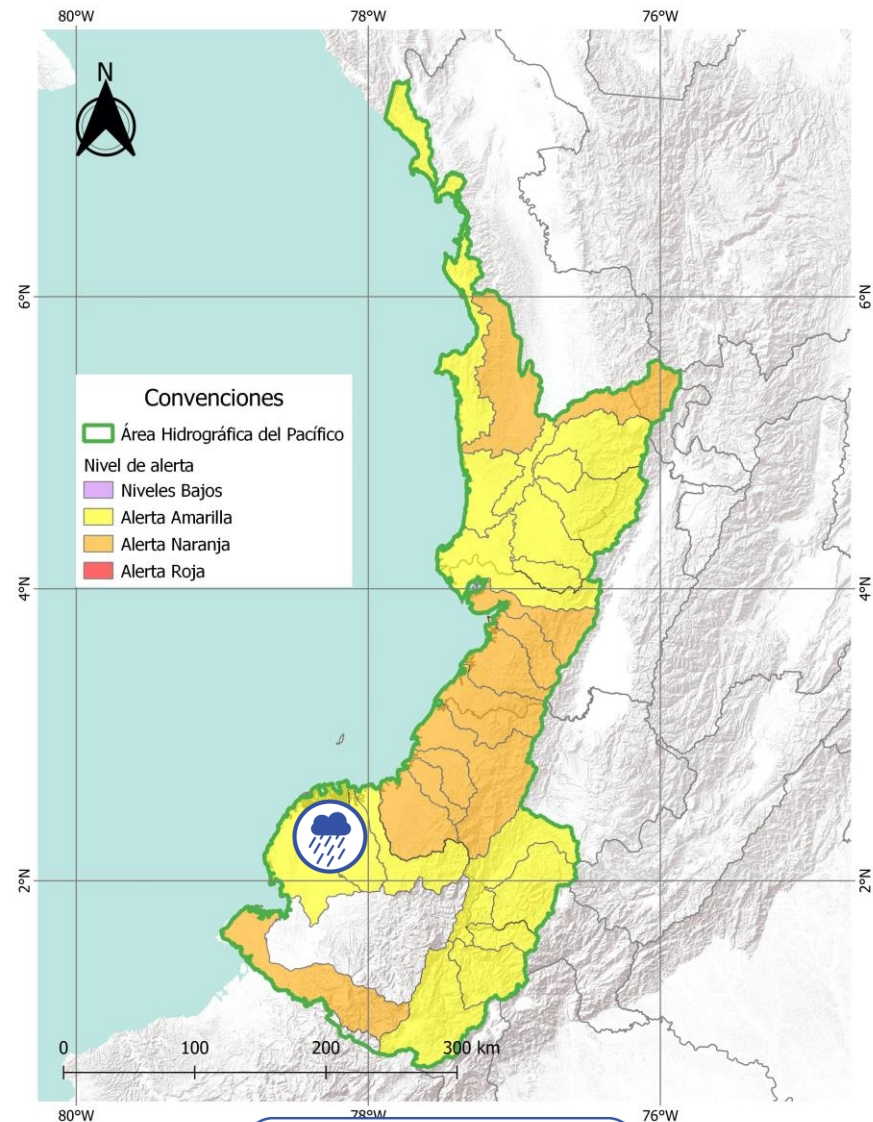 80°W 78°W 76°W
N
6°N 6°N
Convenciones
Área Hidrográfica del Pacífico
Nivel de alerta
Niveles Bajos
Alerta Amarilla
Alerta Naranja
Alerta Roja
4°N 4°N
2°N 2°N
0 100 200 300 km
80°W 78°W 76°W